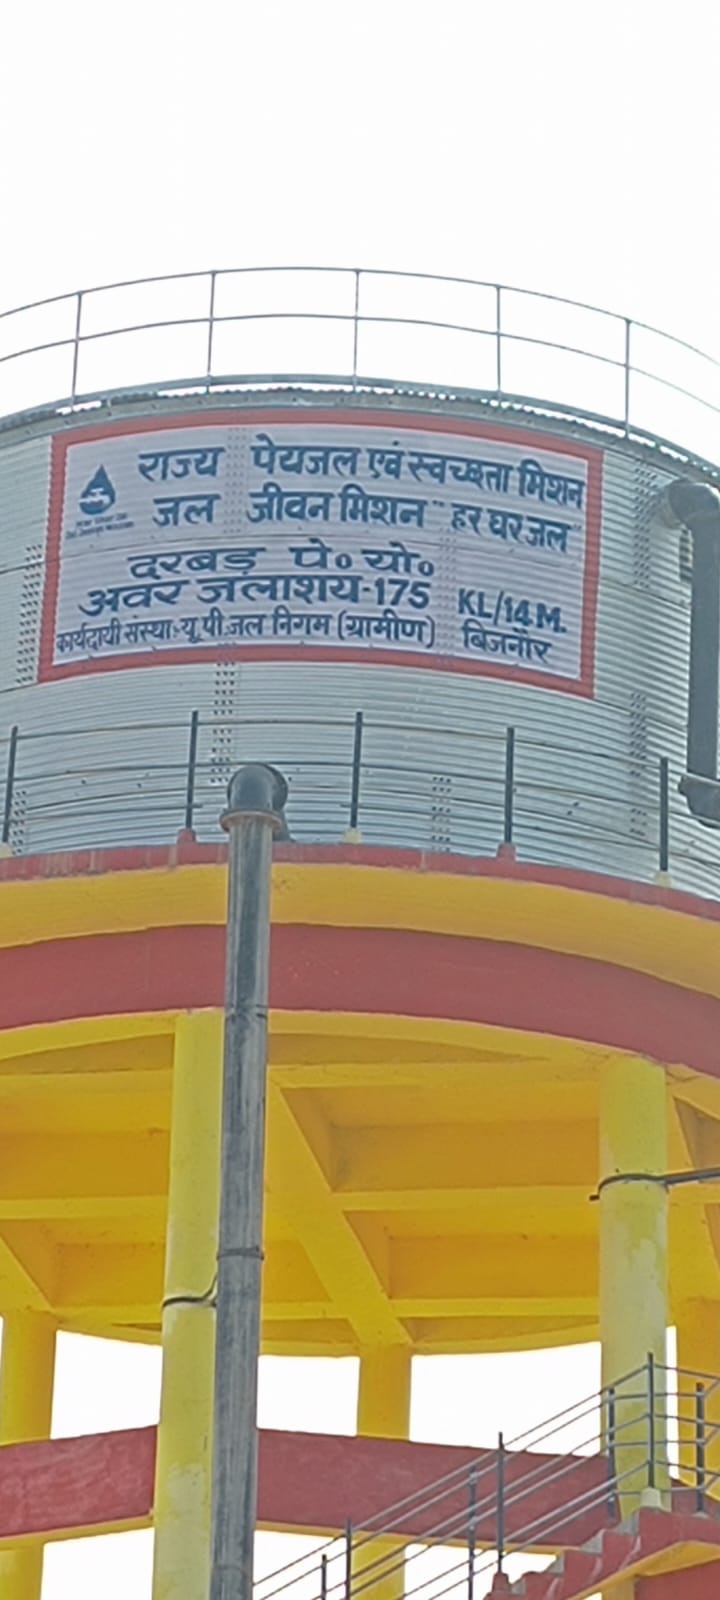 राज्य पेयजल एवं स्वच्छता मिशन
जल जीवन मिशन "हर घर जल"
दरबड़ पे० यो०
अवर जलाशय-175 KL/14M.
कार्यदायी संस्था-यू.पी.जल निगम (ग्रामीण) बिजनौर